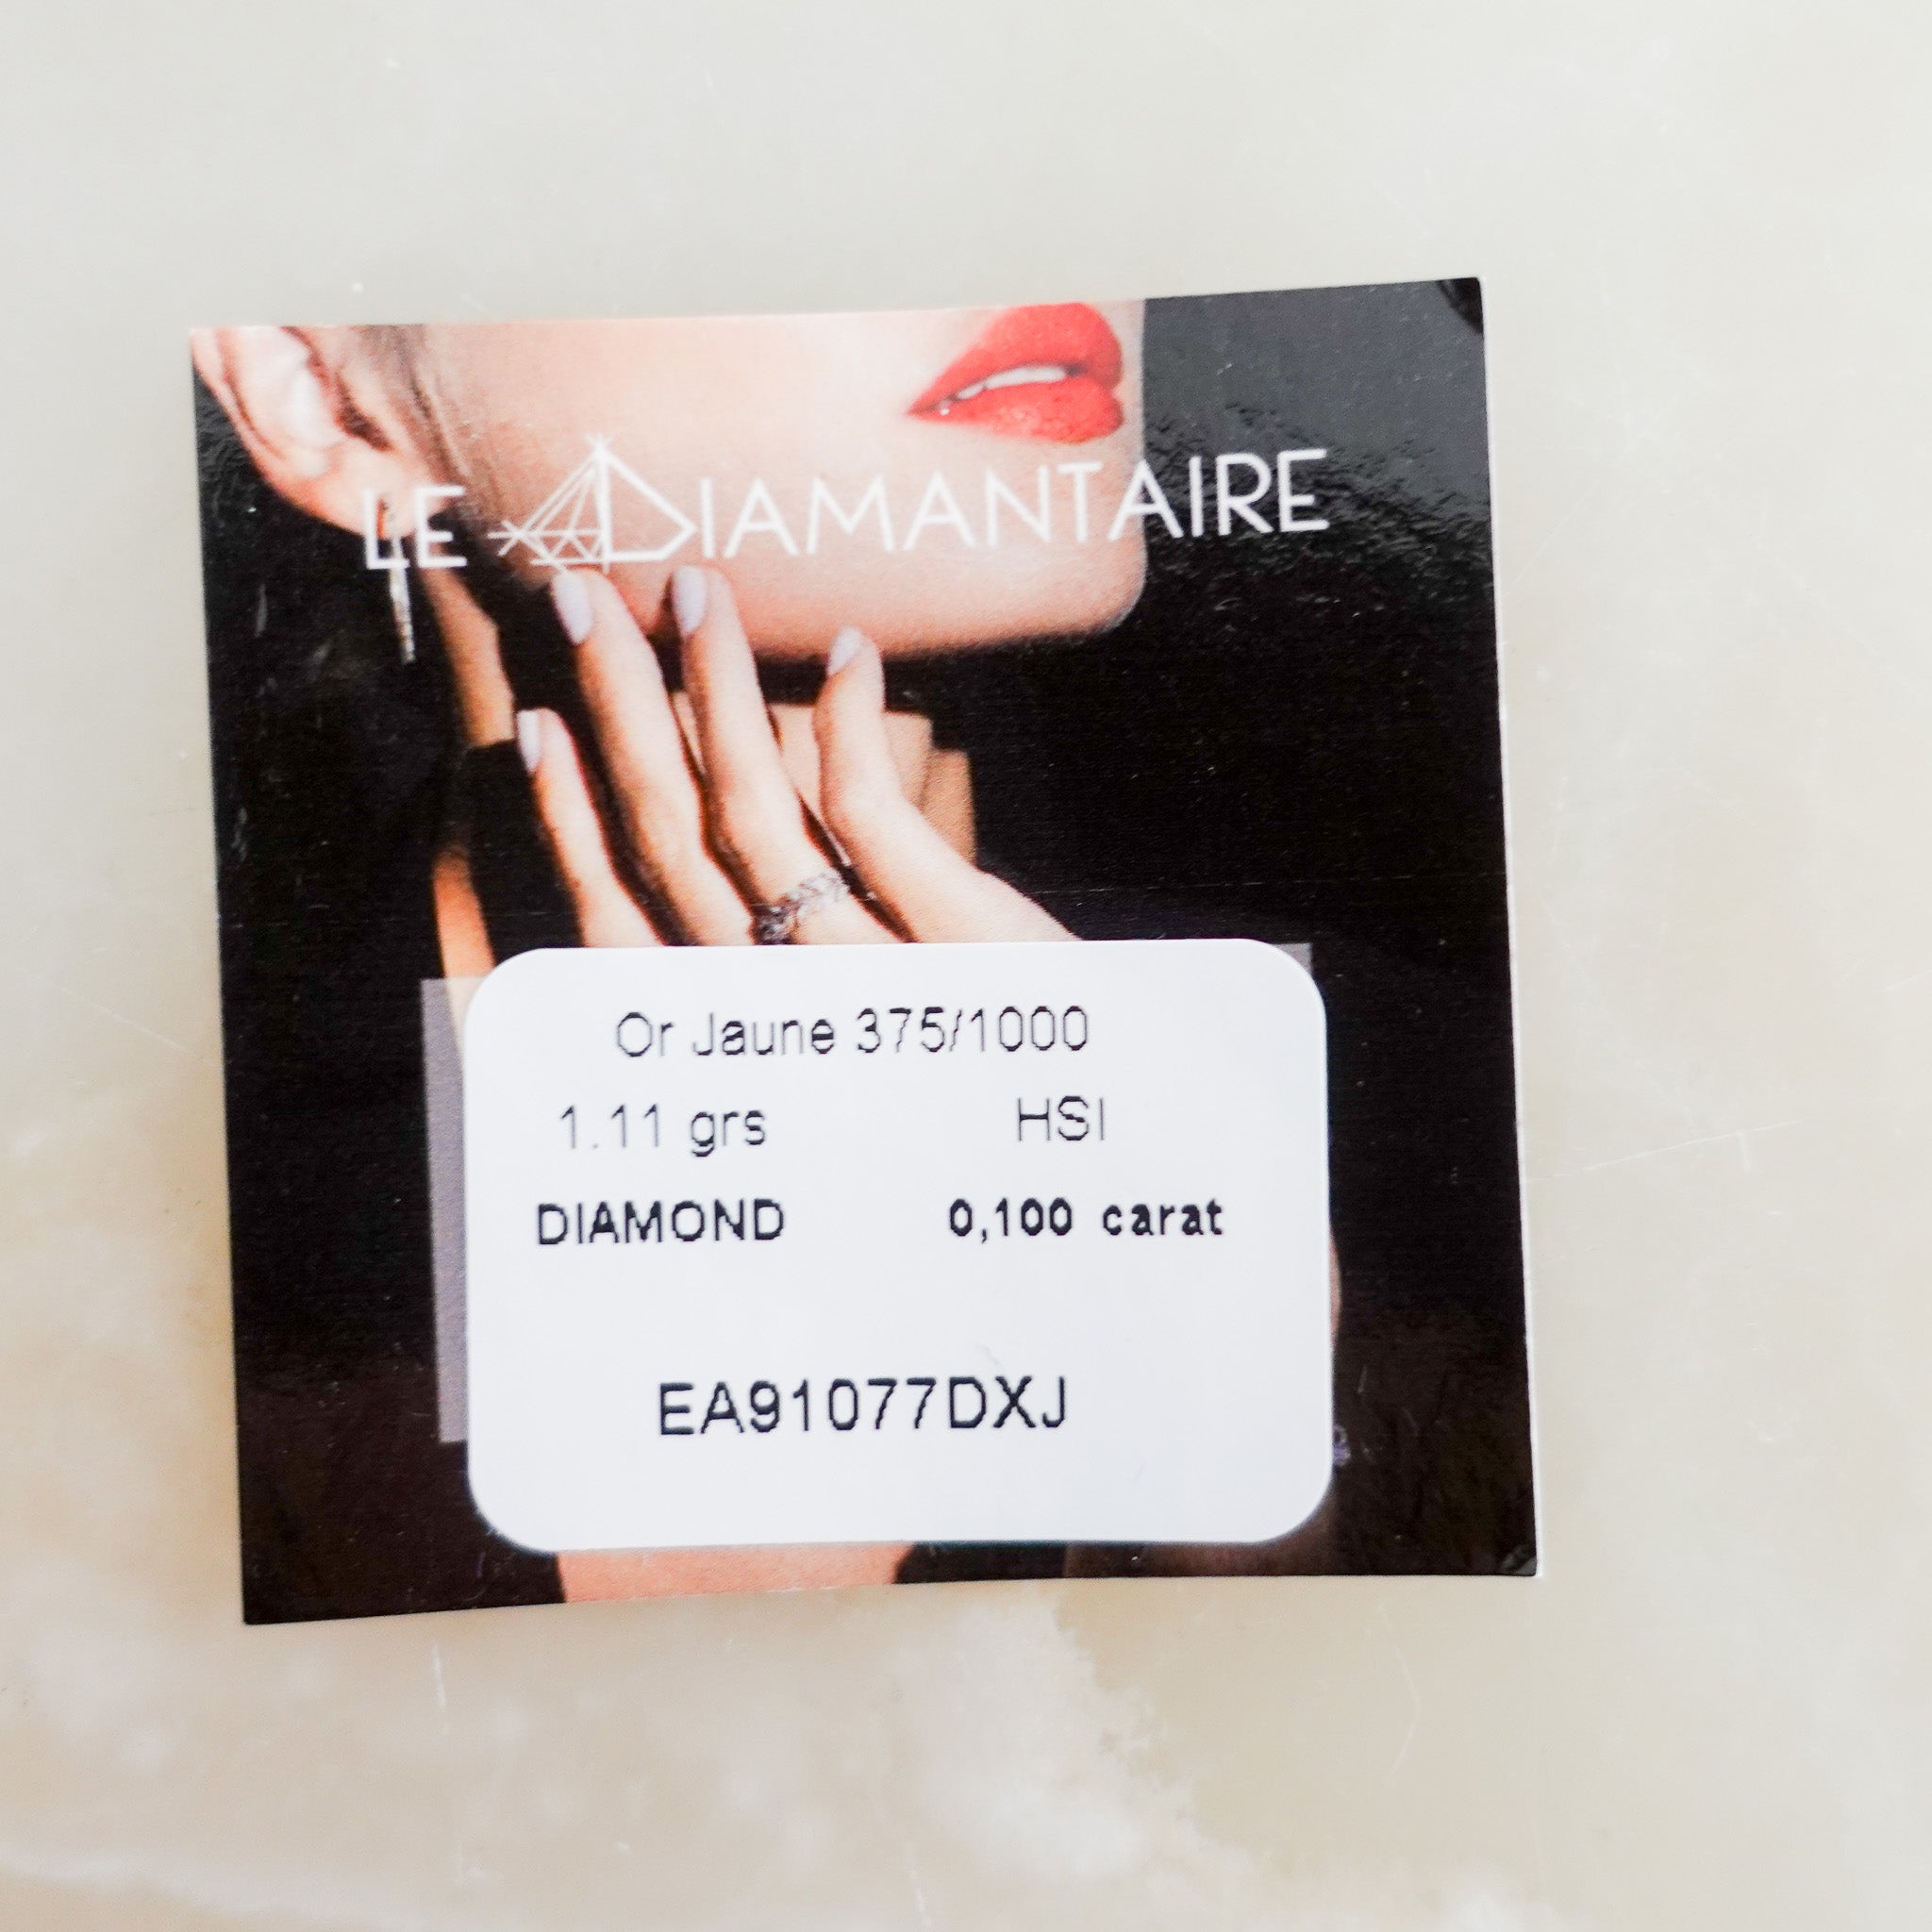 LE DIAMANTAIRE
Or Jaune 375/1000
1.11 grs HSI
DIAMOND 0,100 carat
EA91077DXJ